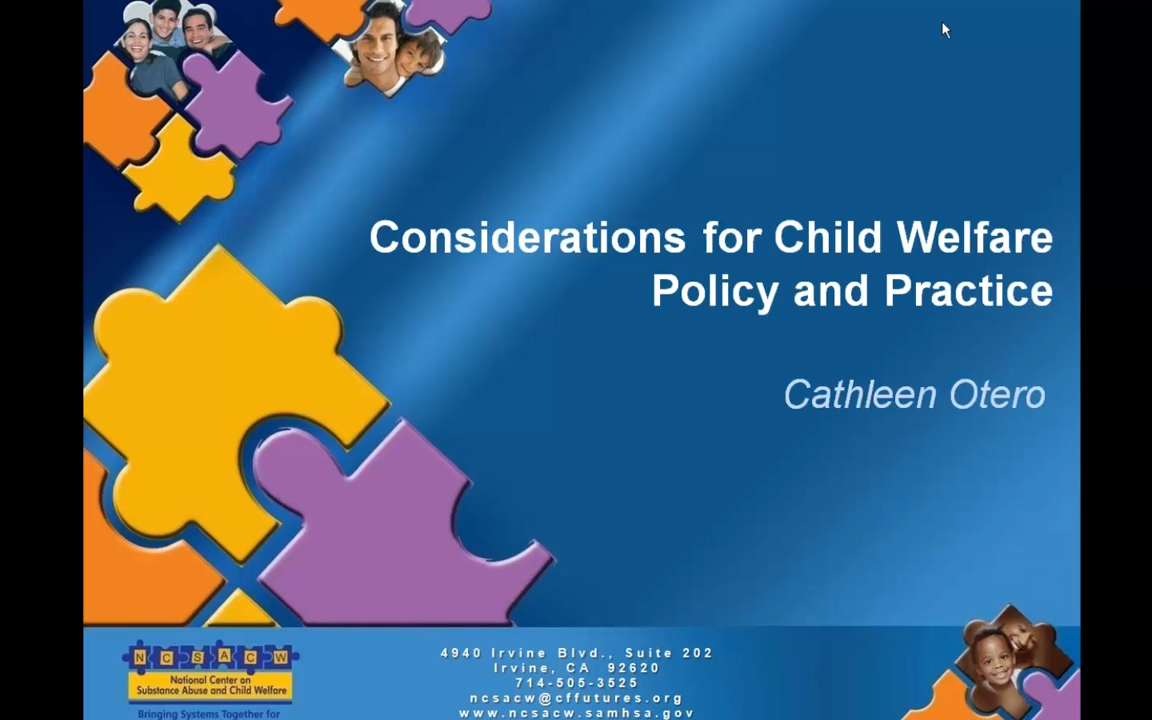 Considerations for Child Welfare
Policy and Practice
Cathleen Otero
N C S A C W
National Center on
Substance Abuse and Child Welfare
Bringing Systems Together for
4940 Irvine Blvd., Suite 202
Irvine, CA 92620
714-505-3525
ncsacw@cffutures.org
www.ncsacw.samhsa.gov